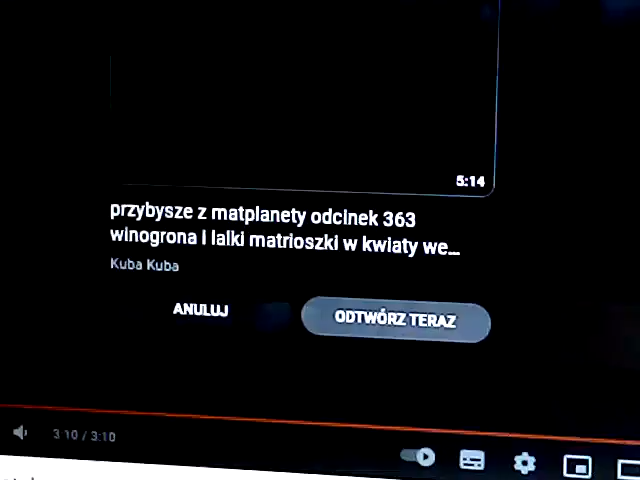 5:14
przybysze z matplanety odcinek 363
winogrona i lalki matrioszki w kwiaty we...
Kuba Kuba
ANULUJ
ODTWÓRZ TERAZ
3:10 / 3:10